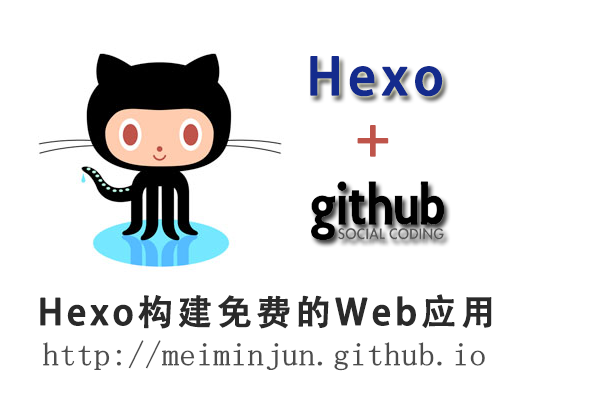 Hexo
+
github
SOCIAL CODING
Hexo构建免费的Web应用
http://meiminjun.github.io